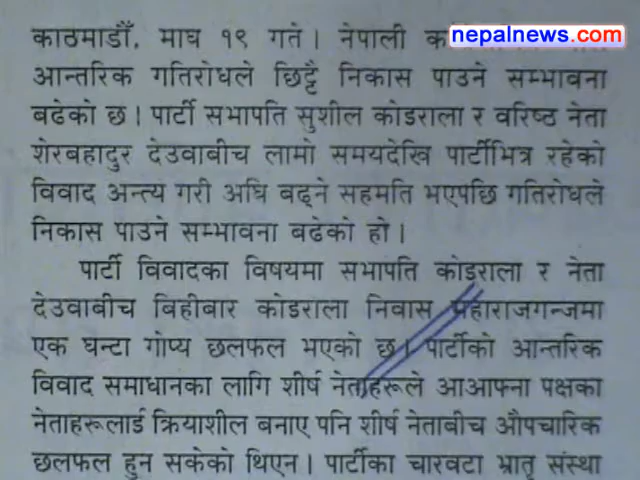 nepalnews.com
काठमाडौँ, माघ १९ गते । नेपाली
आन्तरिक गतिरोधले छिट्टै निकास पाउने सम्भावना
बढेको छ । पार्टी सभापति सुशील कोइराला र वरिष्ठ नेता
शेरबहादुर देउवाबीच लामो समयदेखि पार्टीभित्र रहेको
विवाद अन्त्य गरी अघि बढ्ने सहमति भएपछि गतिरोधले
निकास पाउने सम्भावना बढेको हो ।
पार्टी विवादका विषयमा सभापति कोइराला र नेता
देउवाबीच विहीबार कोइराला निवास महाराजगन्जमा
एक घन्टा गोप्य छलफल भएको छ । पार्टीको आन्तरिक
विवाद समाधानका लागि शीर्ष नेताहरूले आआफ्ना पक्षका
नेताहरूलाई क्रियाशील बनाए पनि शीर्ष नेताबीच औपचारिक
छलफल हुन सकेको थिएन । पार्टीका चारवटा भ्रातृ संस्था